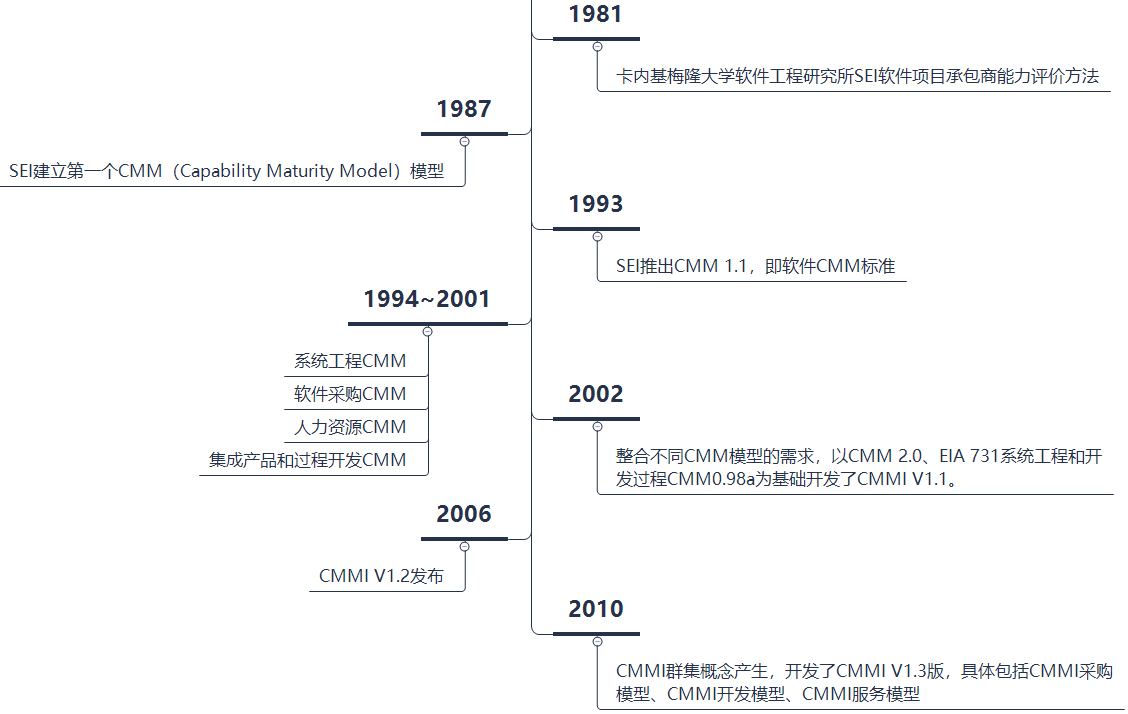 1981
卡内基梅隆大学软件工程研究所SEI软件项目承包商能力评价方法
1987
SEI建立第一个CMM（Capability Maturity Model）模型
1993
SEI推出CMM 1.1，即软件CMM标准
1994~2001
系统工程CMM
软件采购CMM
人力资源CMM
集成产品和过程开发CMM
2002
整合不同CMM模型的需求，以CMM 2.0、EIA 731系统工程和开
发过程CMM0.98a为基础开发了CMMI V1.1。
2006
CMMI V1.2发布
2010
CMMI群集概念产生，开发了CMMI V1.3版，具体包括CMMI采购
模型、CMMI开发模型、CMMI服务模型